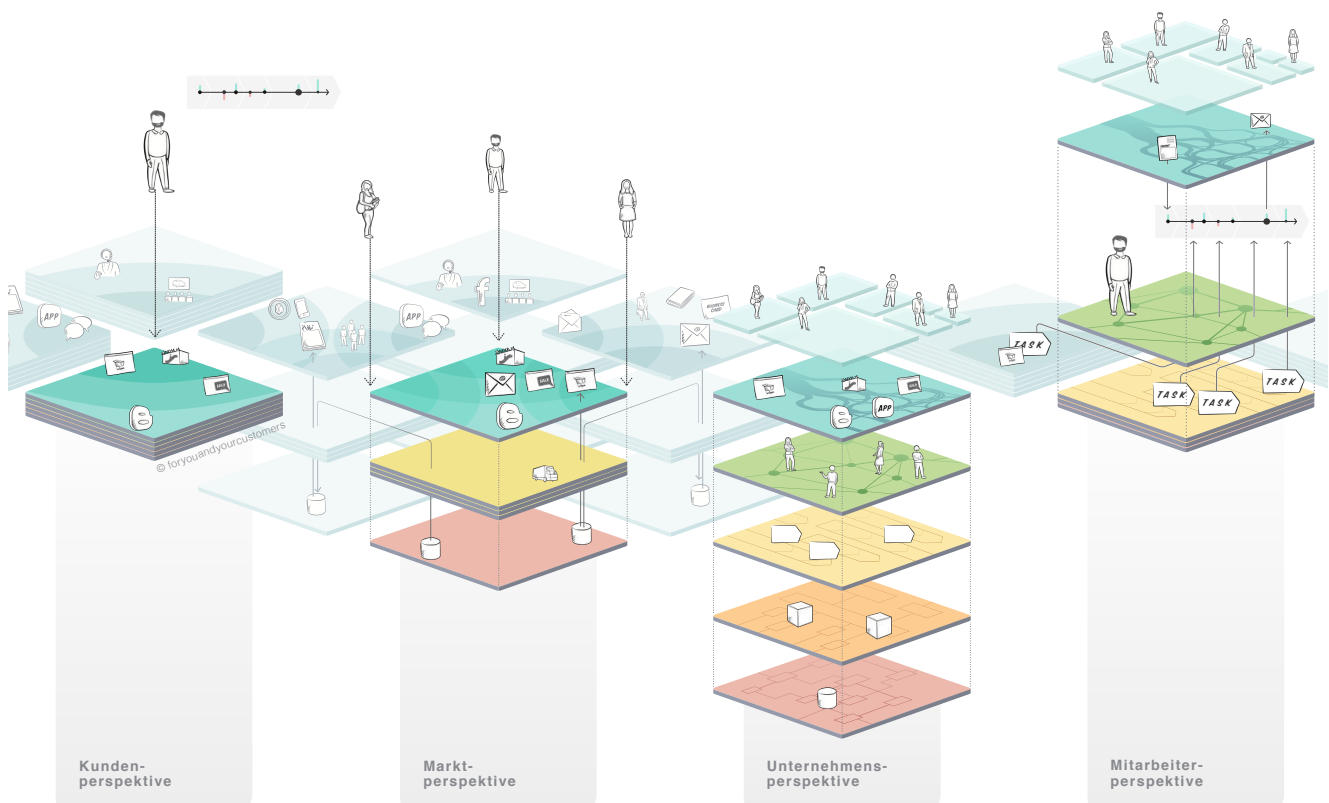 APP
APP
BUSINESS
CARD
© foryouandyourcustomers
APP
TASK
TASK
TASK
TASK
Kunden-
perspektive
Markt-
perspektive
Unternehmens-
perspektive
Mitarbeiter-
perspektive